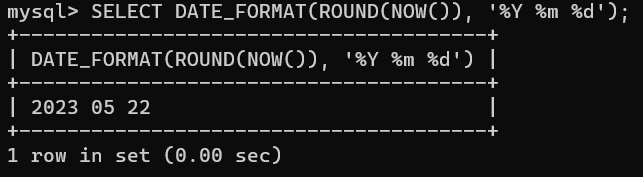 mysql> SELECT DATE_FORMAT(ROUND(NOW()), '%Y %m %d');
+---------------------------------------+
| DATE_FORMAT(ROUND(NOW()), '%Y %m %d') |
+---------------------------------------+
| 2023 05 22                            |
+---------------------------------------+
1 row in set (0.00 sec)